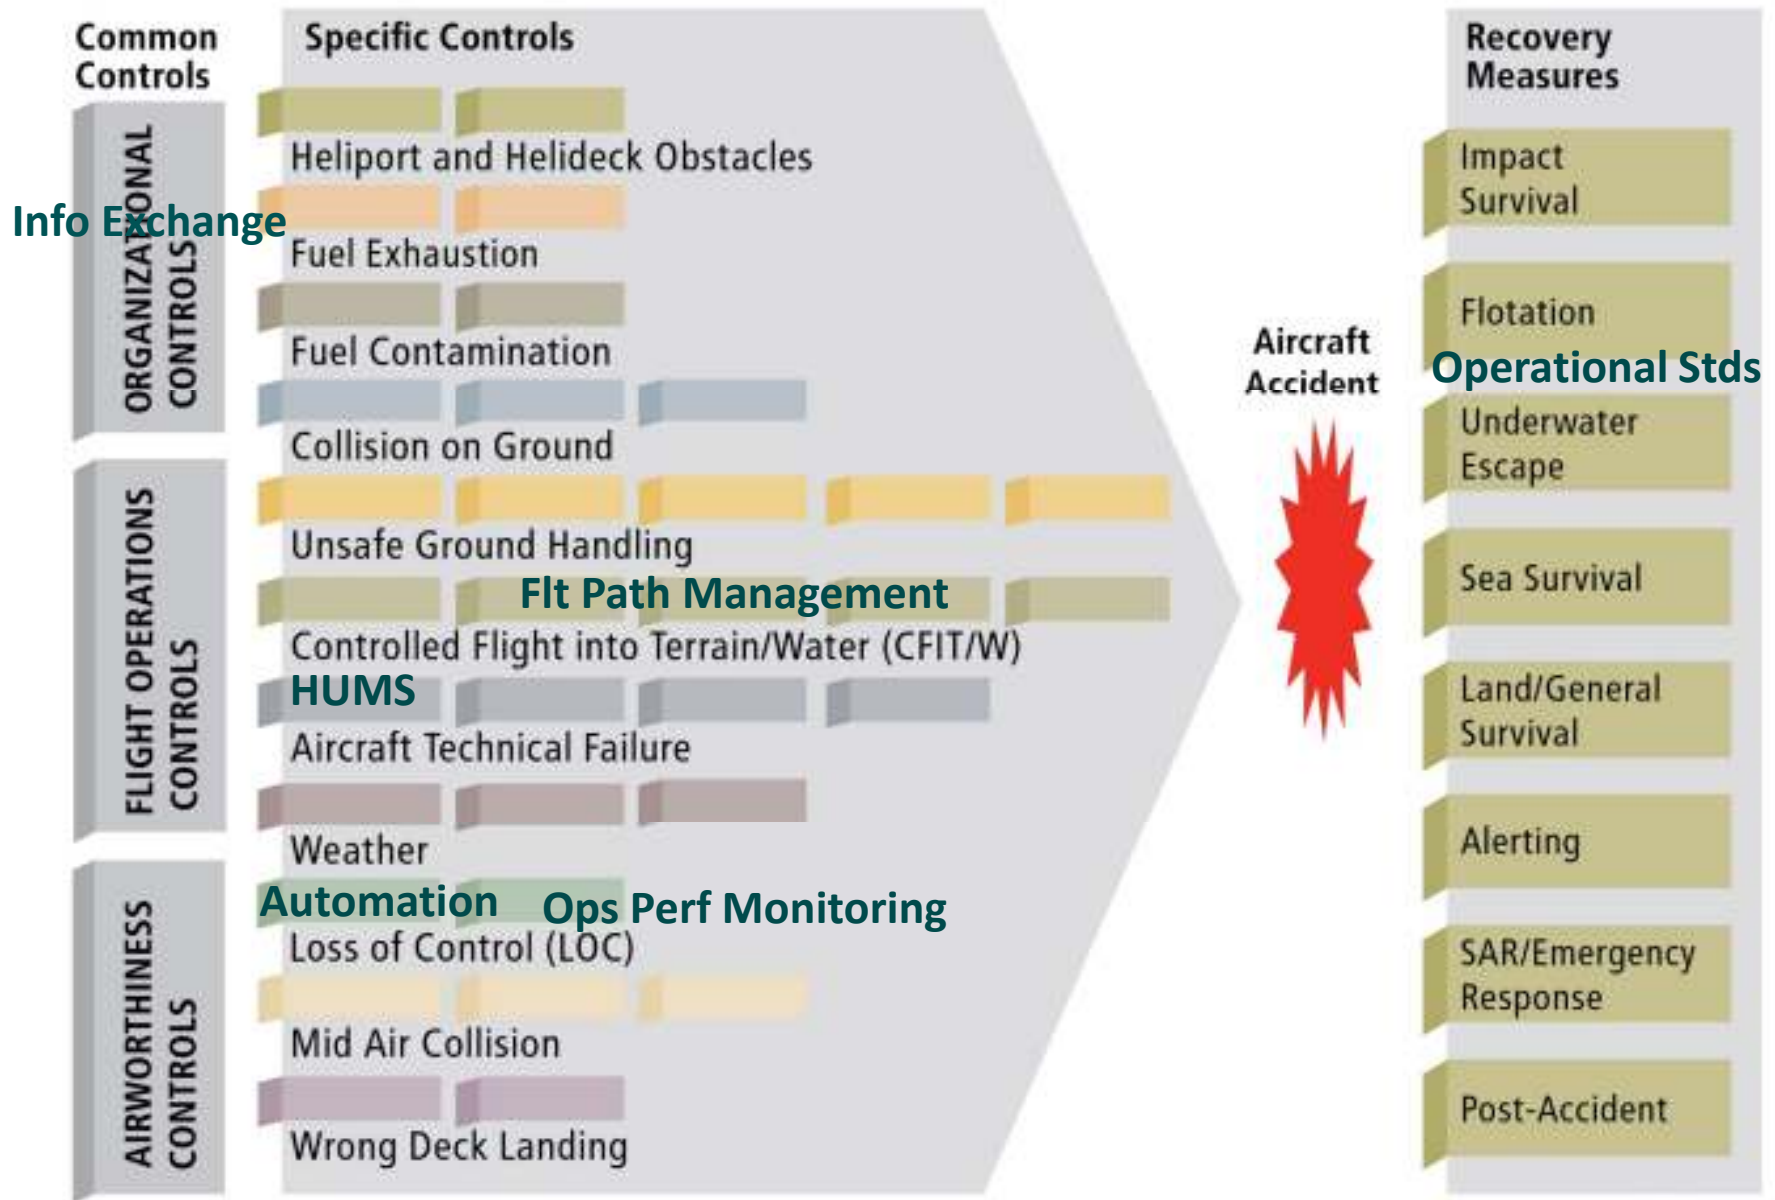 Common
Controls
ORGANIZATIONAL
CONTROLS
FLIGHT OPERATIONS
CONTROLS
AIRWORTHINESS
CONTROLS
Info Exchange
Specific Controls
Heliport and Helideck Obstacles
Fuel Exhaustion
Fuel Contamination
Collision on Ground
Unsafe Ground Handling
Flt Path Management
Controlled Flight into Terrain/Water (CFIT/W)
HUMS
Aircraft Technical Failure
Weather
Automation
Ops Perf Monitoring
Loss of Control (LOC)
Mid Air Collision
Wrong Deck Landing
Aircraft
Accident
Recovery
Measures
Impact
Survival
Flotation
Operational Stds
Underwater
Escape
Sea Survival
Land/General
Survival
Alerting
SAR/Emergency
Response
Post-Accident